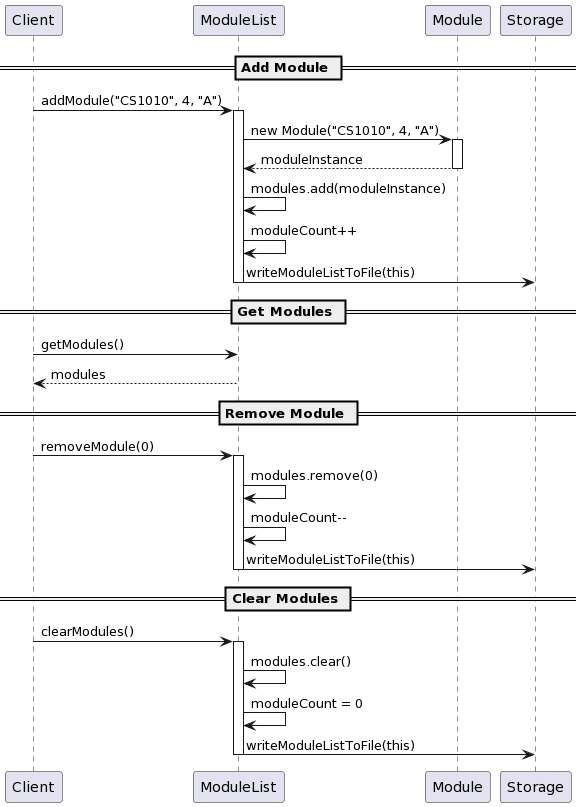 Client ModuleList Module Storage
Add Module
addModule("CS1010", 4, "A")
new Module("CS1010", 4, "A")
moduleInstance
modules.add(moduleInstance)
moduleCount++
writeModuleListToFile(this)
Get Modules
getModules()
modules
Remove Module
removeModule(0)
modules.remove(0)
moduleCount--
writeModuleListToFile(this)
Clear Modules
clearModules()
modules.clear()
moduleCount = 0
writeModuleListToFile(this)
Client ModuleList Module Storage